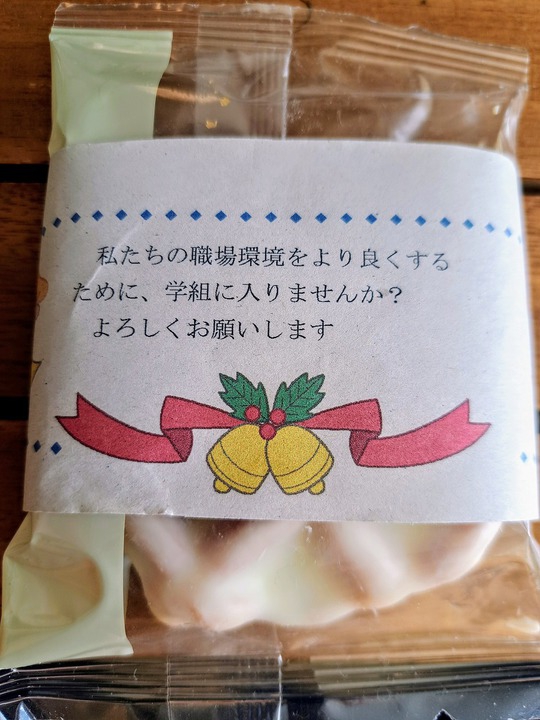 私たちの職場環境をより良くする
ために、学組に入りませんか？
よろしくお願いします